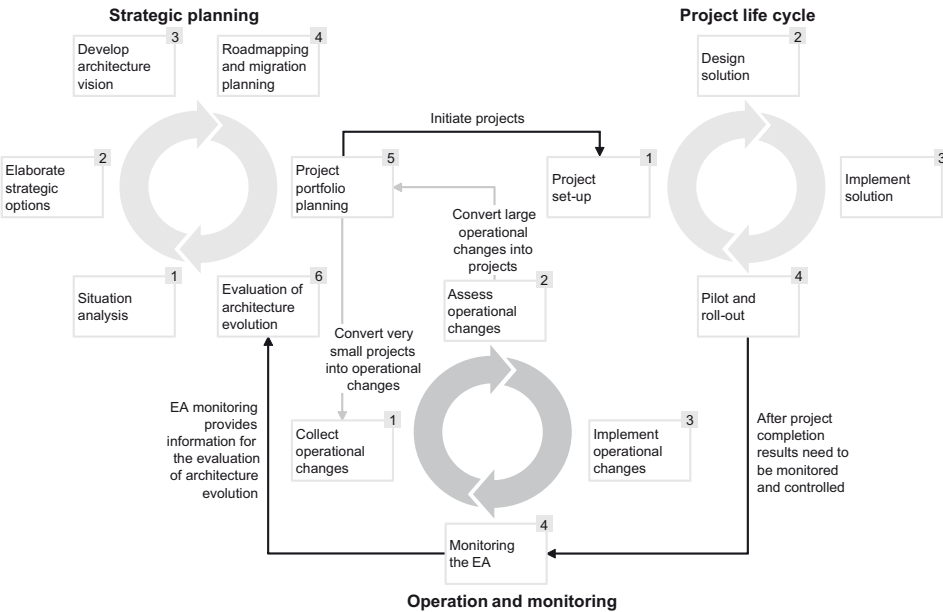 Strategic planning
Project life cycle
3
Develop
architecture
vision
4
Roadmapping
and migration
planning
2
Design
solution
Initiate projects
2
Elaborate
strategic
options
5
Project
portfolio
planning
1
Project
set-up
3
Implement
solution
Convert large
operational
changes into
projects
1
Situation
analysis
6
Evaluation of
architecture
evolution
2
Assess
operational
changes
4
Pilot and
roll-out
Convert very
small projects
into operational
changes
EA monitoring
provides
information for
the evaluation
of architecture
evolution
1
Collect
operational
changes
3
Implement
operational
changes
After project
completion
results need to
be monitored
and controlled
4
Monitoring
the EA
Operation and monitoring